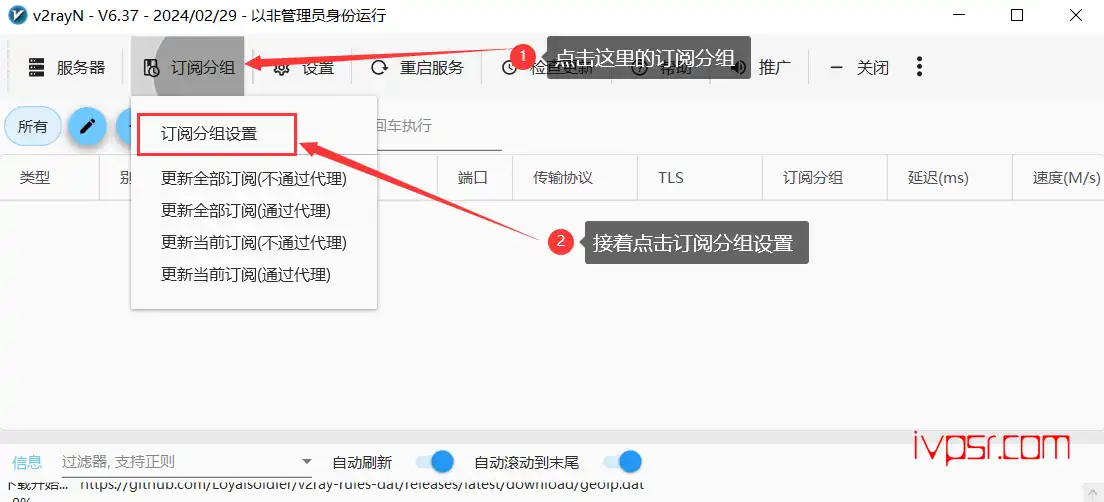 v2rayN - V6.37 - 2024/02/29 - 以非管理员身份运行
服务器
订阅分组
设置
重启服务
检查更新
帮助
推广
关闭
1
点击这里的订阅分组
所有
回车执行
订阅分组设置
更新全部订阅(不通过代理)
更新全部订阅(通过代理)
更新当前订阅(不通过代理)
更新当前订阅(通过代理)
类型
别
端口
传输协议
TLS
订阅分组
延迟(ms)
速度(M/s)
2
接着点击订阅分组设置
ivpsr.com
信息
过滤器, 支持正则
自动刷新
自动滚动到末尾
下载开始... https://github.com/Loyalsoldier/v2ray-rules-dat/releases/latest/download/geoip.dat
0%